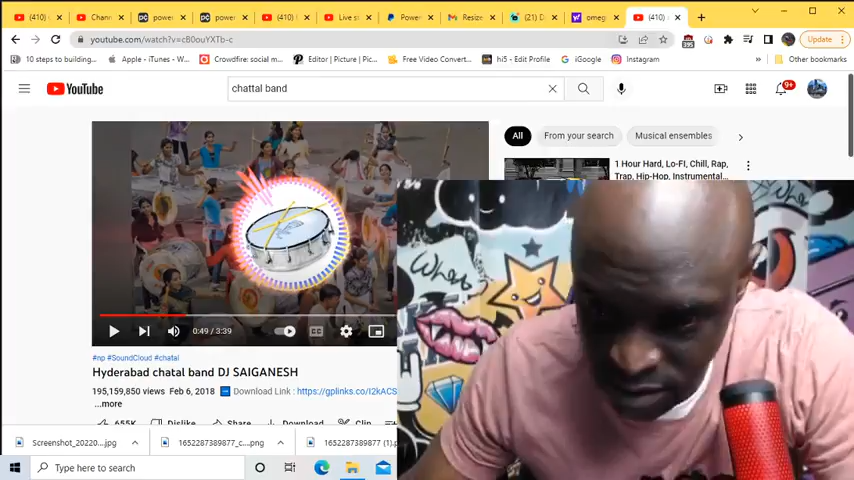 (410)
Chann
power
power
(410)
Live s
Power
Resize
(21) D
omeg
(410)
youtube.com/watch?v=cB0ouYXTb-c
395
Update
10 steps to building...
Apple - iTunes - W...
Crowdfire: social m...
Editor | Picture | Pic...
Free Video Convert...
hi5 - Edit Profile
iGoogle
Instagram
»
Other bookmarks
YouTube
chattal band
9+
All
From your search
Musical ensembles
1 Hour Hard, Lo-FI, Chill, Rap,
Trap, Hip-Hop, Instrumental...
0:49 / 3:39
#np #SoundCloud #chatal
Hyderabad chatal band DJ SAIGANESH
195,159,850 views Feb 6, 2018 Download Link : https://gplinks.co/I2kACS
...more
655K
Dislike
Share
Download
Clip
Screenshot_20220....jpg
1652287389877_c....png
1652287389877 (1).p
Type here to search